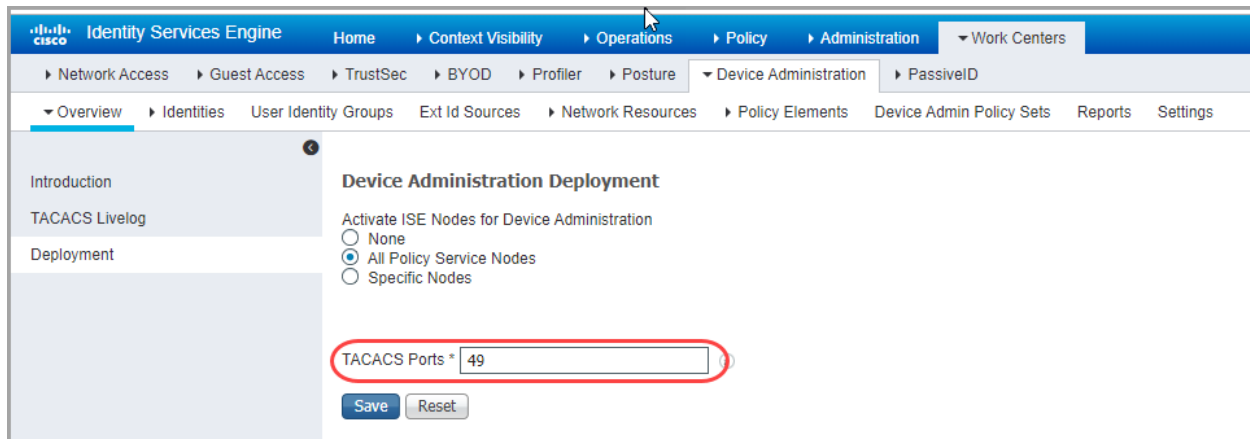 cisco Identity Services Engine Home Context Visibility Operations Policy Administration Work Centers
Network Access Guest Access TrustSec BYOD Profiler Posture Device Administration PassiveID
Overview Identities User Identity Groups Ext Id Sources Network Resources Policy Elements Device Admin Policy Sets Reports Settings
Introduction
TACACS Livelog
Deployment
Device Administration Deployment
Activate ISE Nodes for Device Administration
None
All Policy Service Nodes
Specific Nodes
TACACS Ports * 49
Save Reset